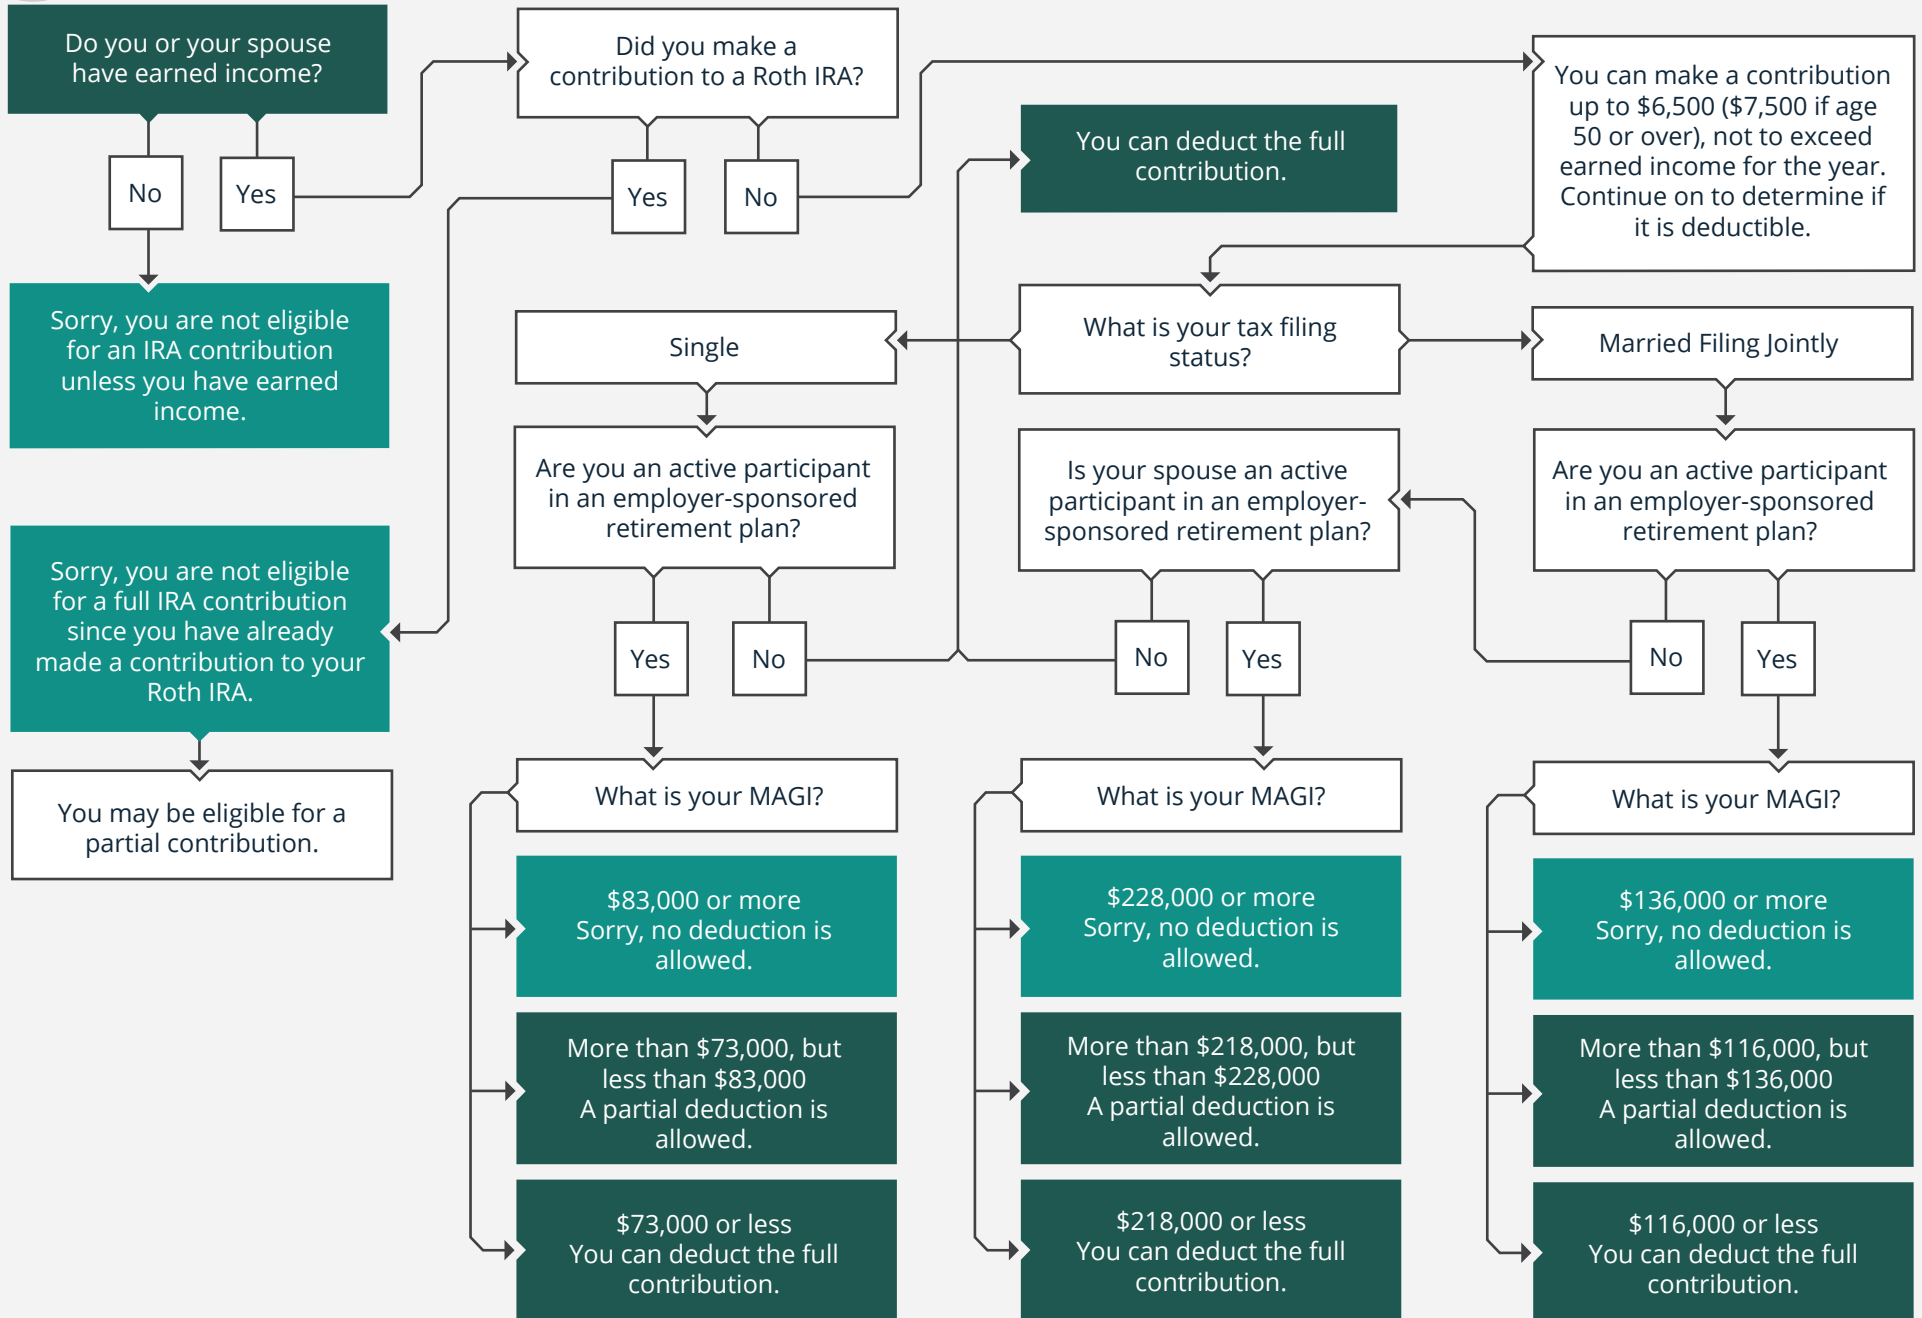 Do you or your spouse
have earned income?
No
Yes
Sorry, you are not eligible
for an IRA contribution
unless you have earned
income.
Did you make a
contribution to a Roth IRA?
Yes
No
Sorry, you are not eligible
for a full IRA contribution
since you have already
made a contribution to your
Roth IRA.
You may be eligible for a
partial contribution.
You can make a contribution
up to $6,500 ($7,500 if age
50 or over), not to exceed
earned income for the year.
Continue on to determine if
it is deductible.
You can deduct the full
contribution.
What is your tax filing
status?
Single
Married Filing Jointly
Are you an active participant
in an employer-sponsored
retirement plan?
Yes
No
Is your spouse an active
participant in an employer-
sponsored retirement plan?
No
Yes
Are you an active participant
in an employer-sponsored
retirement plan?
No
Yes
What is your MAGI?
$83,000 or more
Sorry, no deduction is
allowed.
More than $73,000, but
less than $83,000
A partial deduction is
allowed.
$73,000 or less
You can deduct the full
contribution.
What is your MAGI?
$228,000 or more
Sorry, no deduction is
allowed.
More than $218,000, but
less than $228,000
A partial deduction is
allowed.
$218,000 or less
You can deduct the full
contribution.
What is your MAGI?
$136,000 or more
Sorry, no deduction is
allowed.
More than $116,000, but
less than $136,000
A partial deduction is
allowed.
$116,000 or less
You can deduct the full
contribution.